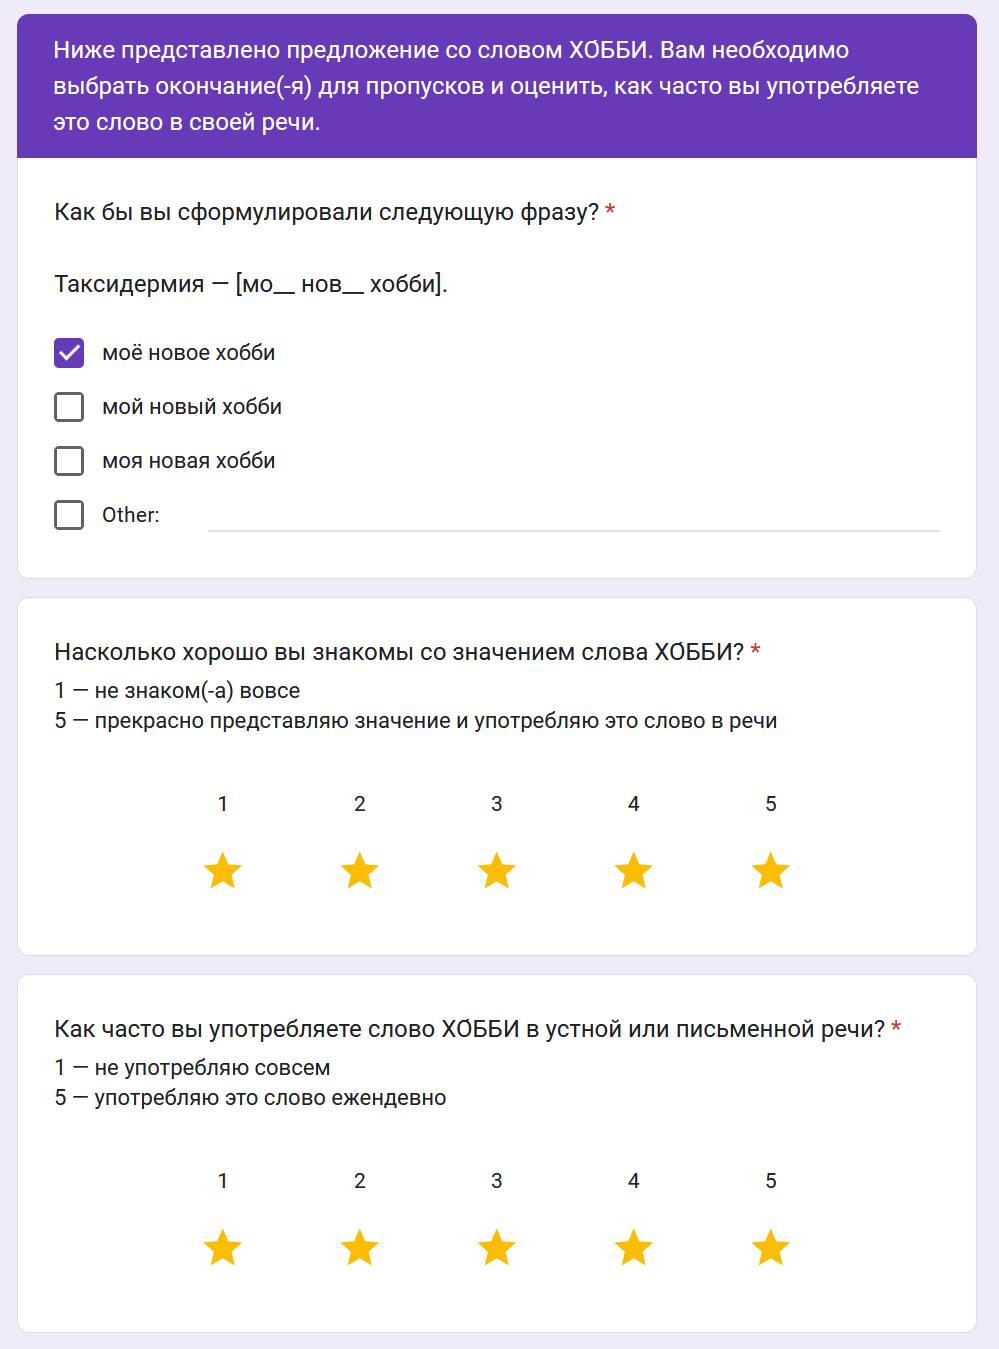 Ниже представлено предложение со словом ХО́ББИ. Вам необходимо
выбрать окончание(-я) для пропусков и оценить, как часто вы употребляете
это слово в своей речи.
Как бы вы сформулировали следующую фразу? *
Таксидермия — [мо__ нов__ хобби].
моё новое хобби
мой новый хобби
моя новая хобби
Other:
Насколько хорошо вы знакомы со значением слова ХО́ББИ? *
1 — не знаком(-а) вовсе
5 — прекрасно представляю значение и употребляю это слово в речи
1 2 3 4 5
Как часто вы употребляете слово ХО́ББИ в устной или письменной речи? *
1 — не употребляю совсем
5 — употребляю это слово ежендевно
1 2 3 4 5